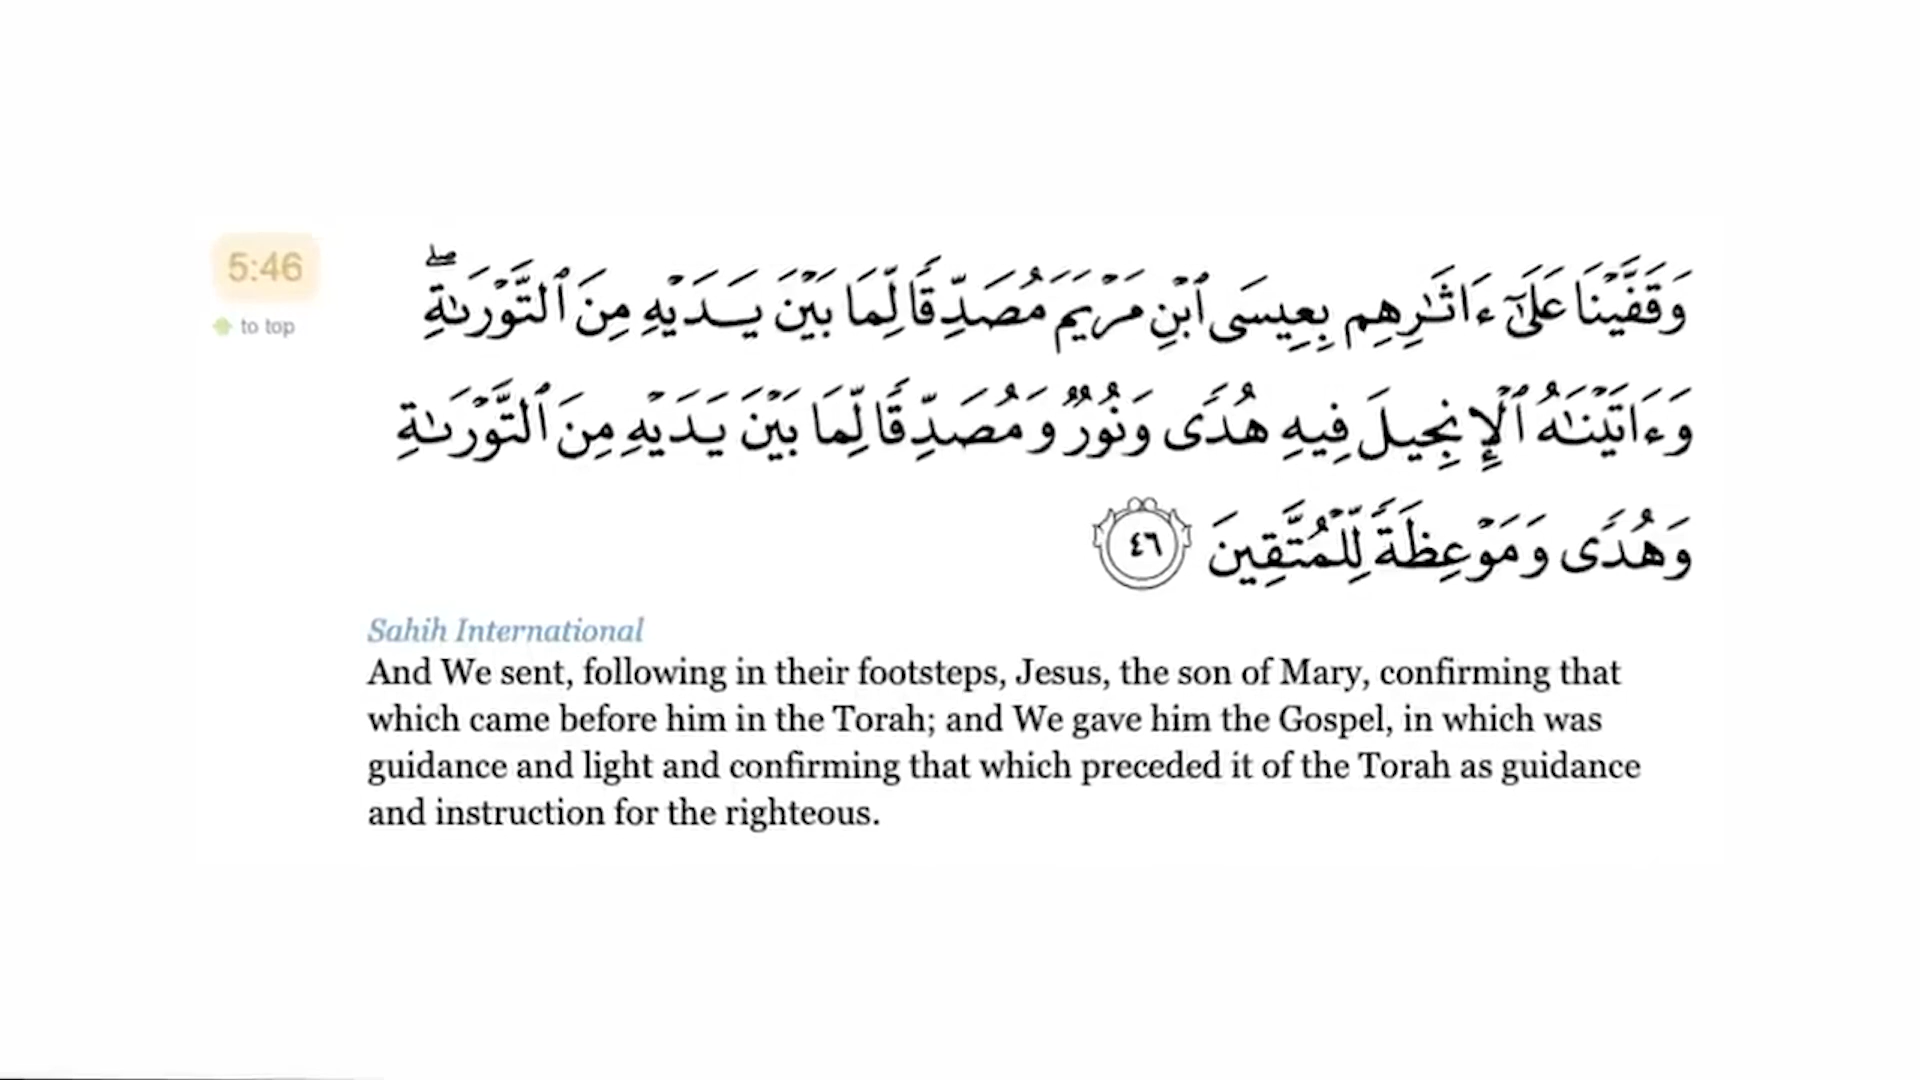 5:46
to top
وَقَفَّيْنَا عَلَىٰٓ ءَاثَـٰرِهِم بِعِيسَى ٱبْنِ مَرْيَمَ مُصَدِّقًا لِّمَا بَيْنَ يَدَيْهِ مِنَ ٱلتَّوْرَىٰةِ ۖ
وَءَاتَيْنَـٰهُ ٱلْإِنجِيلَ فِيهِ هُدًى وَنُورٌ وَمُصَدِّقًا لِّمَا بَيْنَ يَدَيْهِ مِنَ ٱلتَّوْرَىٰةِ
وَهُدًى وَمَوْعِظَةً لِّلْمُتَّقِينَ ٤٦
Sahih International
And We sent, following in their footsteps, Jesus, the son of Mary, confirming that
which came before him in the Torah; and We gave him the Gospel, in which was
guidance and light and confirming that which preceded it of the Torah as guidance
and instruction for the righteous.